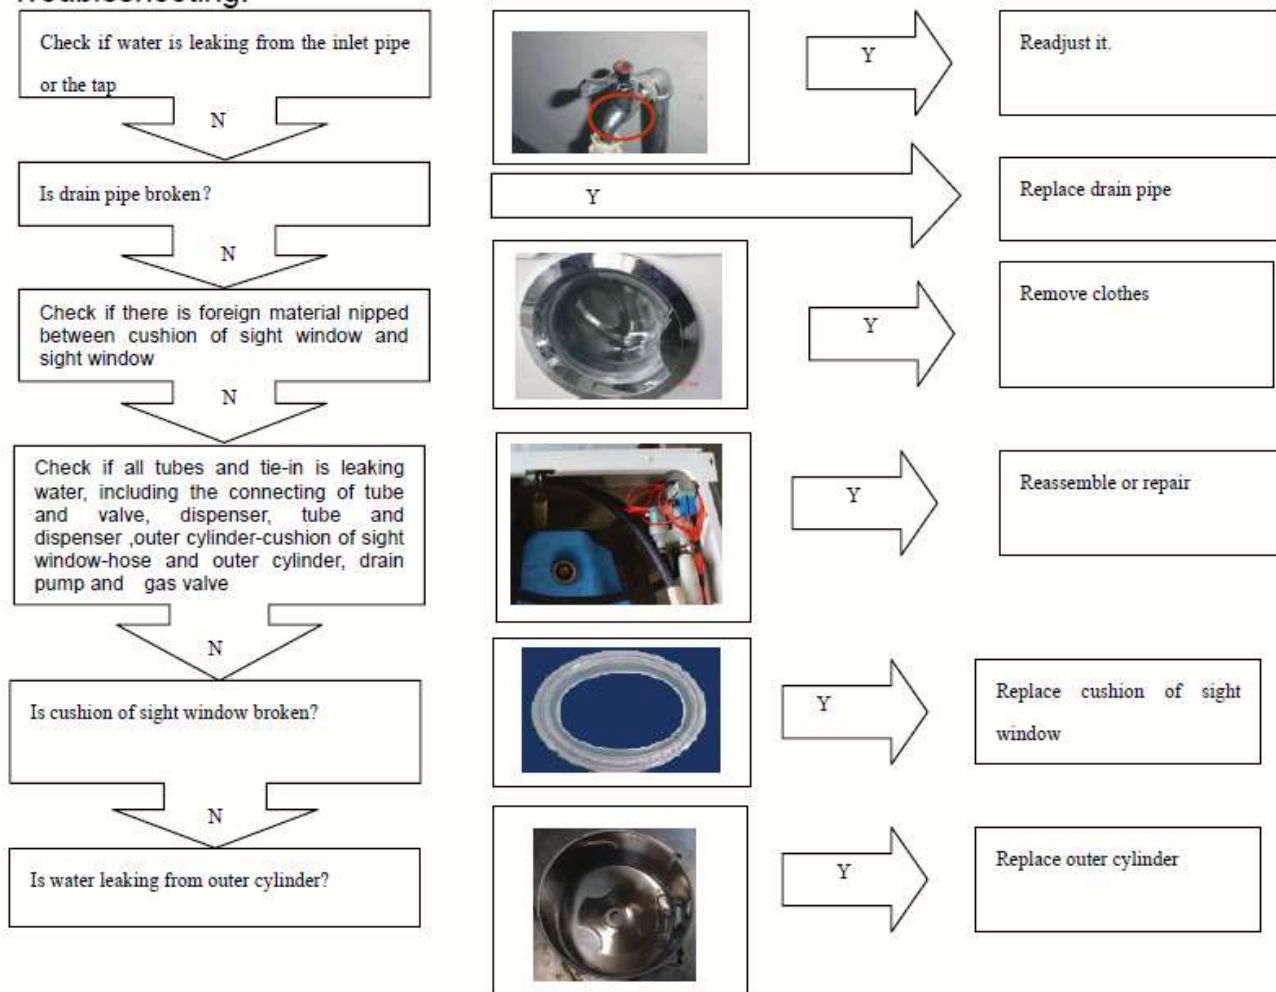 Troubleshooting:
Check if water is leaking from the inlet pipe
or the tap
Y
Readjust it.
N
Is drain pipe broken?
Y
Replace drain pipe
N
Check if there is foreign material nipped
between cushion of sight window and
sight window
Y
Remove clothes
N
Check if all tubes and tie-in is leaking
water, including the connecting of tube
and valve, dispenser, tube and
dispenser ,outer cylinder-cushion of sight
window-hose and outer cylinder, drain
pump and gas valve
Y
Reassemble or repair
N
Is cushion of sight window broken?
Y
Replace cushion of sight
window
N
Is water leaking from outer cylinder?
Y
Replace outer cylinder